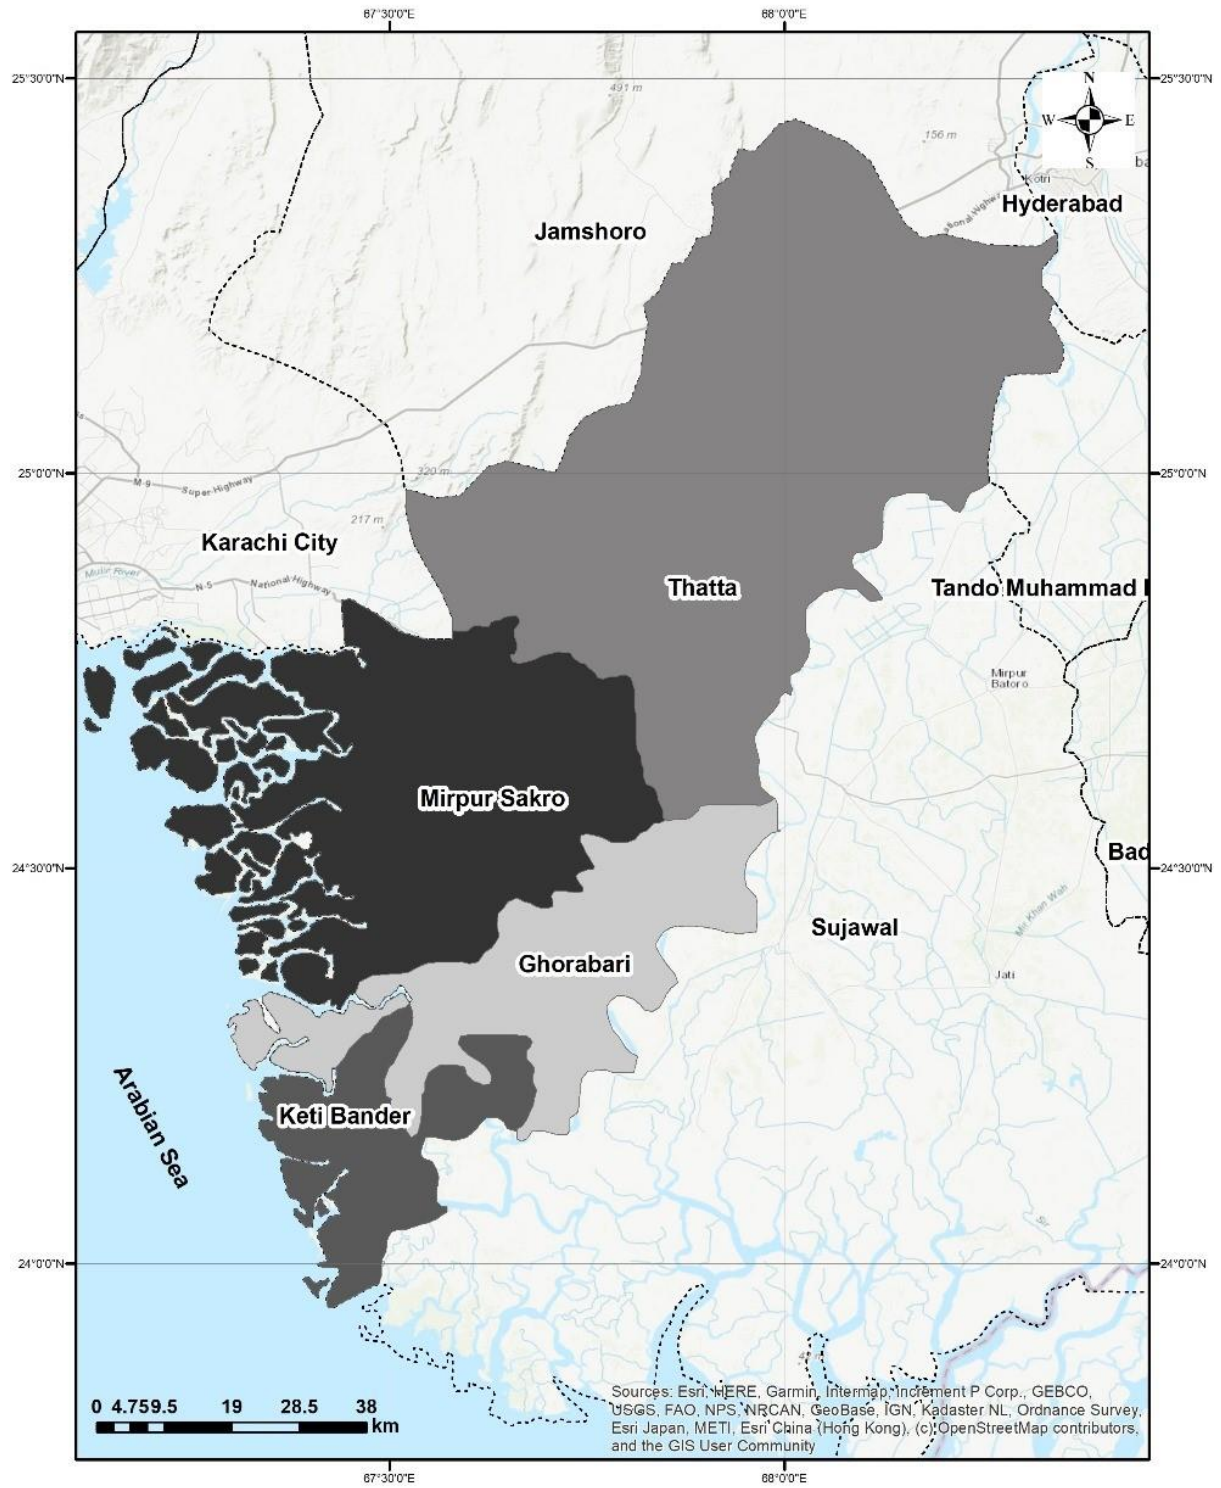 67°30'0"E 68°0'0"E
25°30'0"N 25°30'0"N
491 m
N
W E
S
156 m
Kotri
Hyderabad
Jamshoro
25°0'0"N 25°0'0"N
320 m
M-9 Super Highway
217 m
Karachi City
N-5 National Highway
Thatta
Tando Muhammad
Mirpur
Batoro
Mirpur Sakro
24°30'0"N 24°30'0"N
Bad
Sujawal
Ghorabari
Jati
Arabian Sea
Keti Bander
Sir
24°0'0"N 24°0'0"N
0 4.75 9.5 19 28.5 38
km
Sources: Esri, HERE, Garmin, Intermap, increment P Corp., GEBCO,
USGS, FAO, NPS, NRCAN, GeoBase, IGN, Kadaster NL, Ordnance Survey,
Esri Japan, METI, Esri China (Hong Kong), (c) OpenStreetMap contributors,
and the GIS User Community
67°30'0"E 68°0'0"E